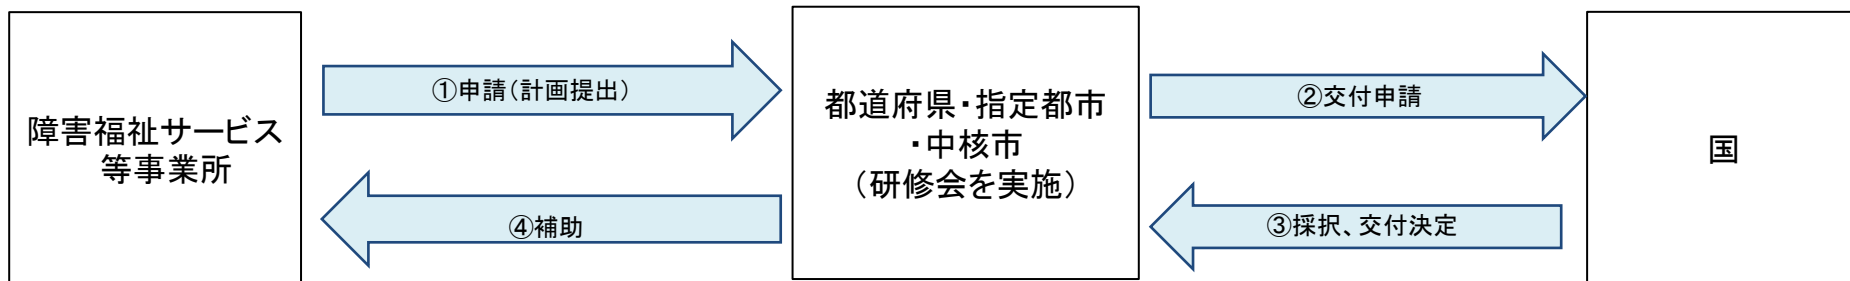 障害福祉サービス
等事業所
①申請(計画提出)
④補助
都道府県・指定都市
・中核市
(研修会を実施)
②交付申請
③採択、交付決定
国